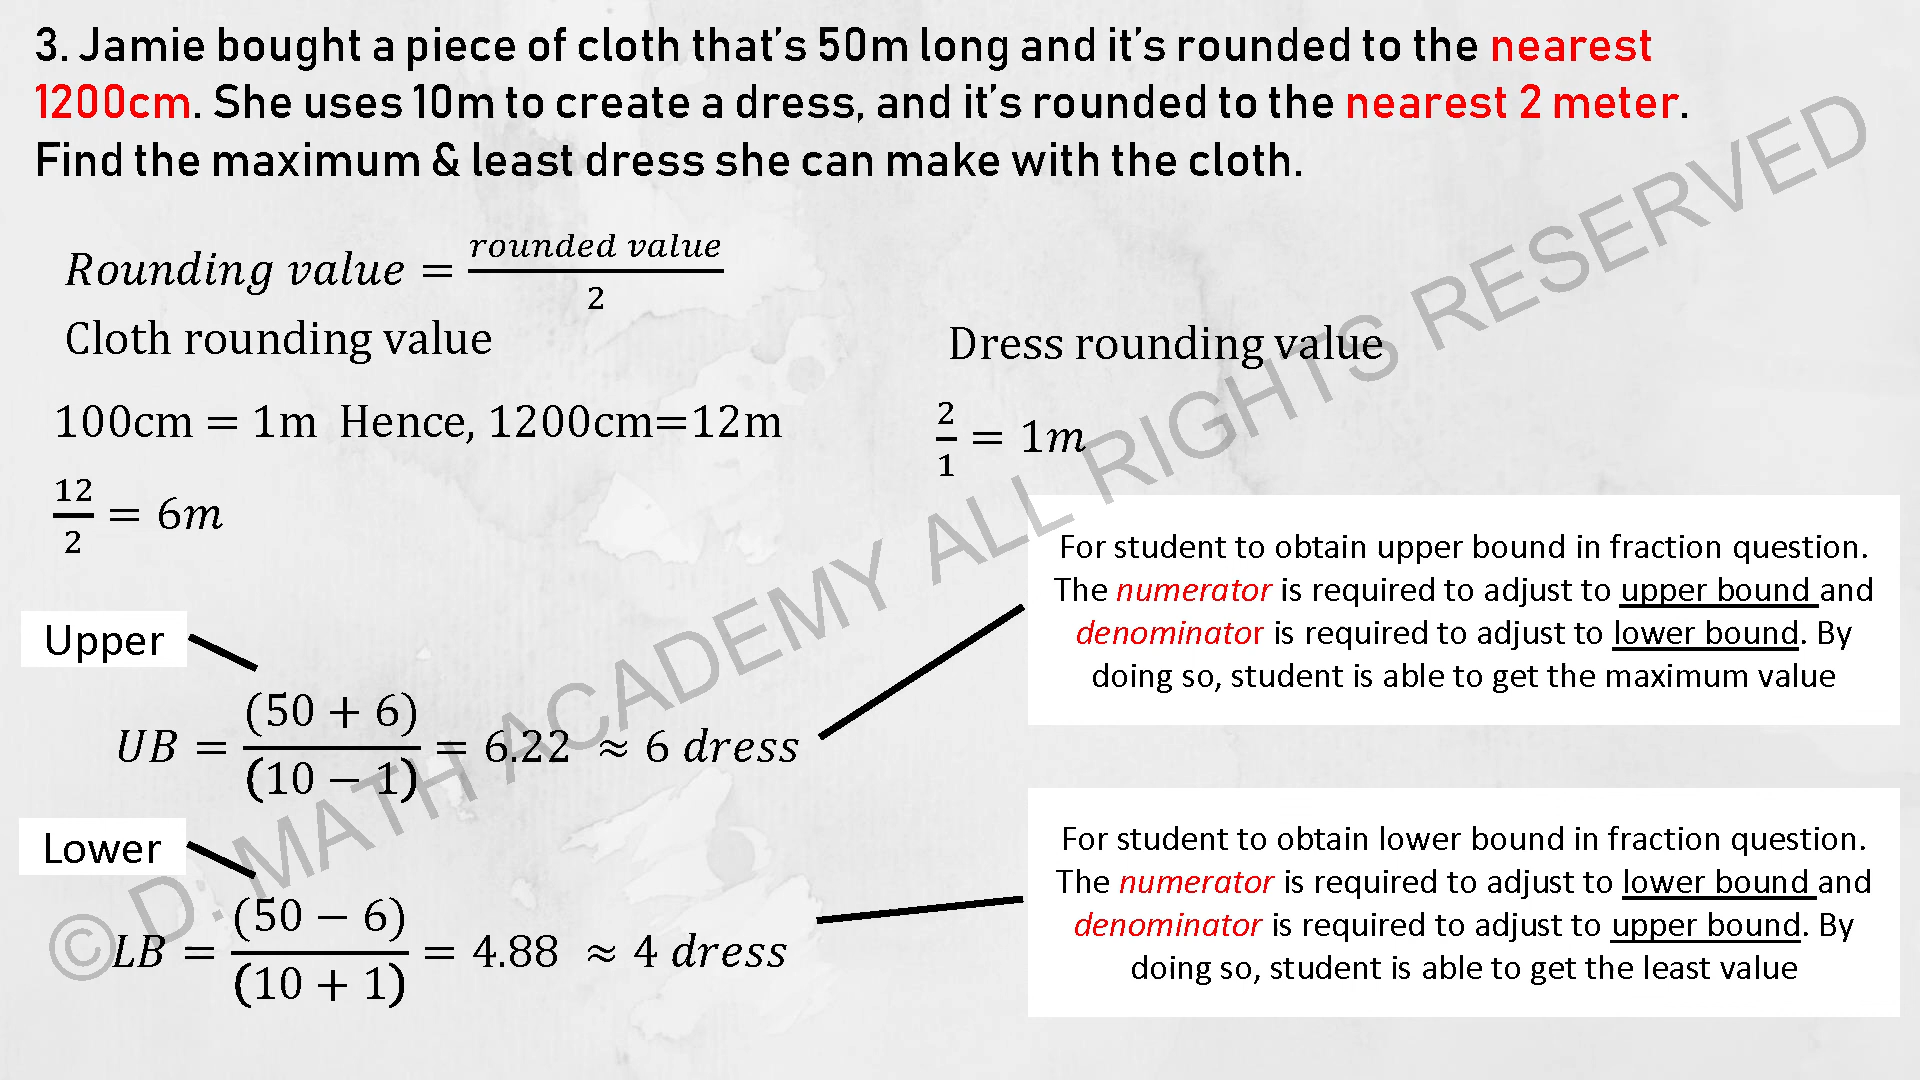 3. Jamie bought a piece of cloth that’s 50m long and it’s rounded to the nearest
1200cm. She uses 10m to create a dress, and it’s rounded to the nearest 2 meter.
Find the maximum & least dress she can make with the cloth.
Rounding value = rounded value / 2
Cloth rounding value
100cm = 1m Hence, 1200cm=12m
12/2 = 6m
Dress rounding value
2/1 = 1m
Upper
UB = (50 + 6)/(10 − 1) = 6.22 ≈ 6 dress
For student to obtain upper bound in fraction question.
The numerator is required to adjust to upper bound and
denominator is required to adjust to lower bound. By
doing so, student is able to get the maximum value
Lower
LB = (50 − 6)/(10 + 1) = 4.88 ≈ 4 dress
For student to obtain lower bound in fraction question.
The numerator is required to adjust to lower bound and
denominator is required to adjust to upper bound. By
doing so, student is able to get the least value
© D: MATH ACADEMY ALL RIGHTS RESERVED